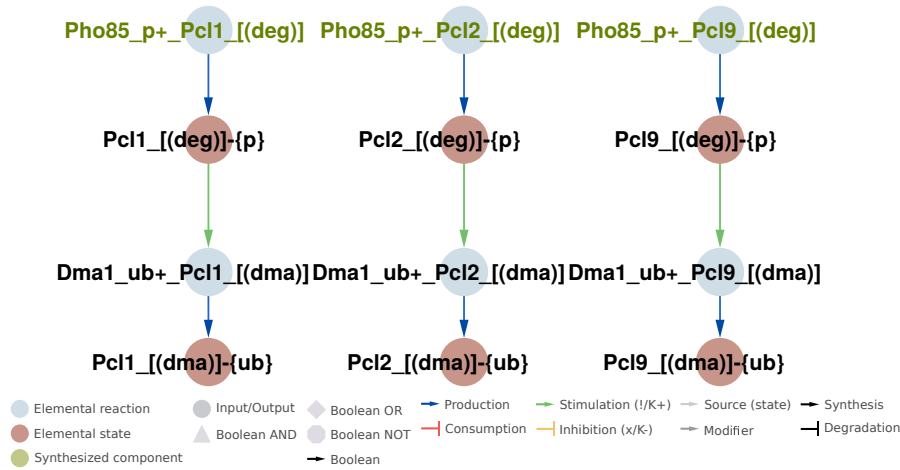 Pho85_p+_Pcl1_[(deg)] Pho85_p+_Pcl2_[(deg)] Pho85_p+_Pcl9_[(deg)]
Pcl1_[(deg)]-{p} Pcl2_[(deg)]-{p} Pcl9_[(deg)]-{p}
Dma1_ub+_Pcl1_[(dma)] Dma1_ub+_Pcl2_[(dma)] Dma1_ub+_Pcl9_[(dma)]
Pcl1_[(dma)]-{ub} Pcl2_[(dma)]-{ub} Pcl9_[(dma)]-{ub}
Elemental reaction
Elemental state
Synthesized component
Input/Output
Boolean AND
Boolean OR
Boolean NOT
Boolean
Production
Consumption
Stimulation (!/K+)
Inhibition (x/K-)
Source (state)
Modifier
Synthesis
Degradation